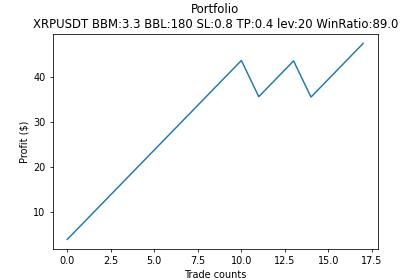 Portfolio
XRPUSDT BBM:3.3 BBL:180 SL:0.8 TP:0.4 lev:20 WinRatio:89.0
Profit ($)
40
30
20
10
0.0 2.5 5.0 7.5 10.0 12.5 15.0 17.5
Trade counts